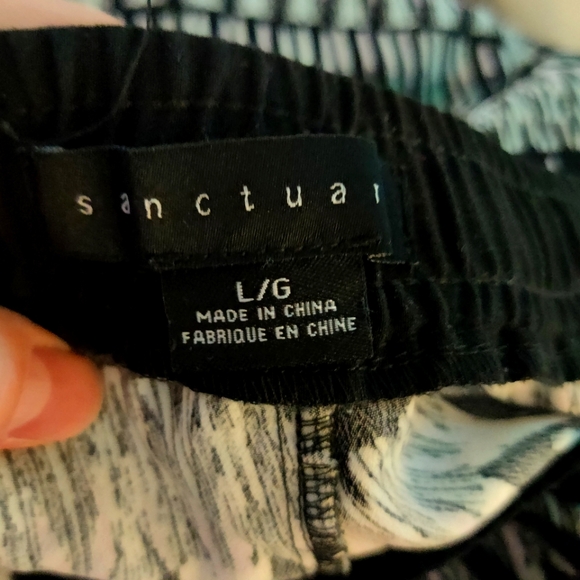 sanctuar
L/G
MADE IN CHINA
FABRIQUE EN CHINE